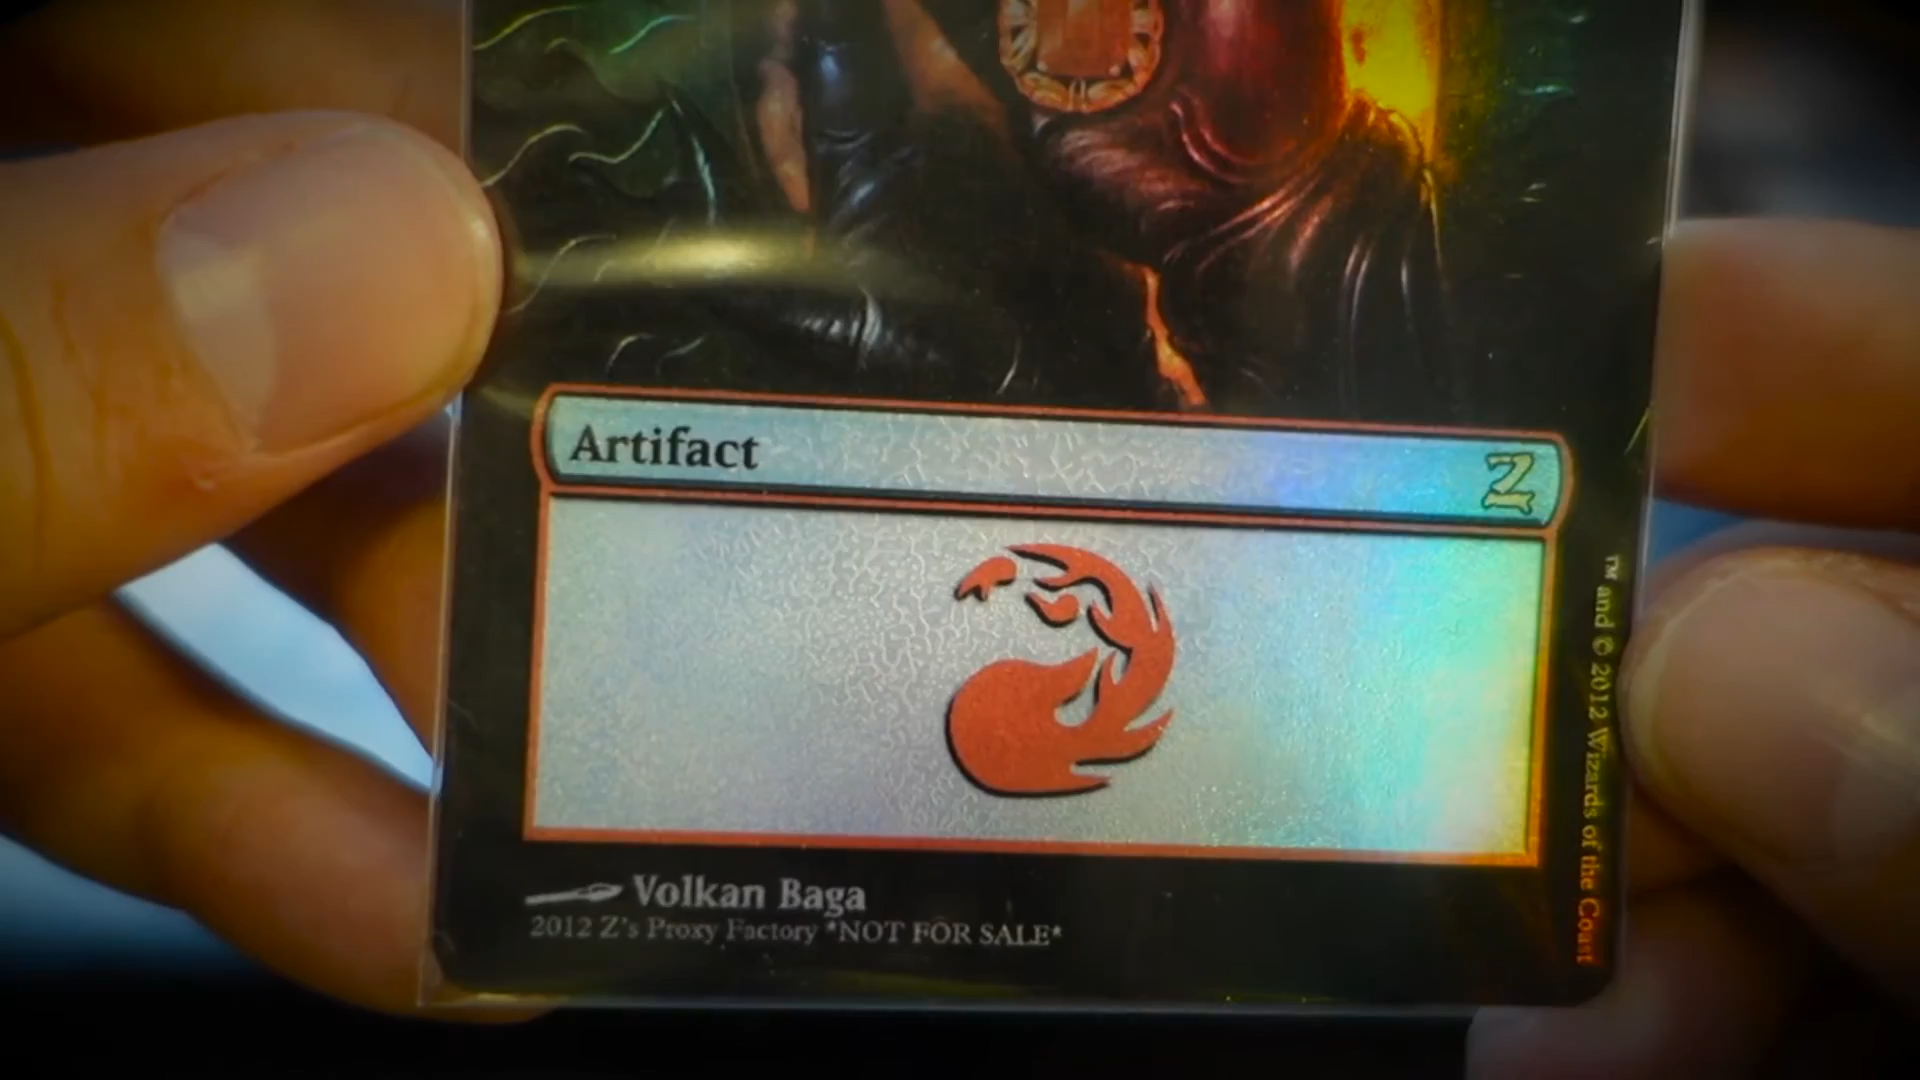 Artifact
Z
™ and © 2012 Wizards of the Coast
Volkan Baga
2012 Z's Proxy Factory *NOT FOR SALE*